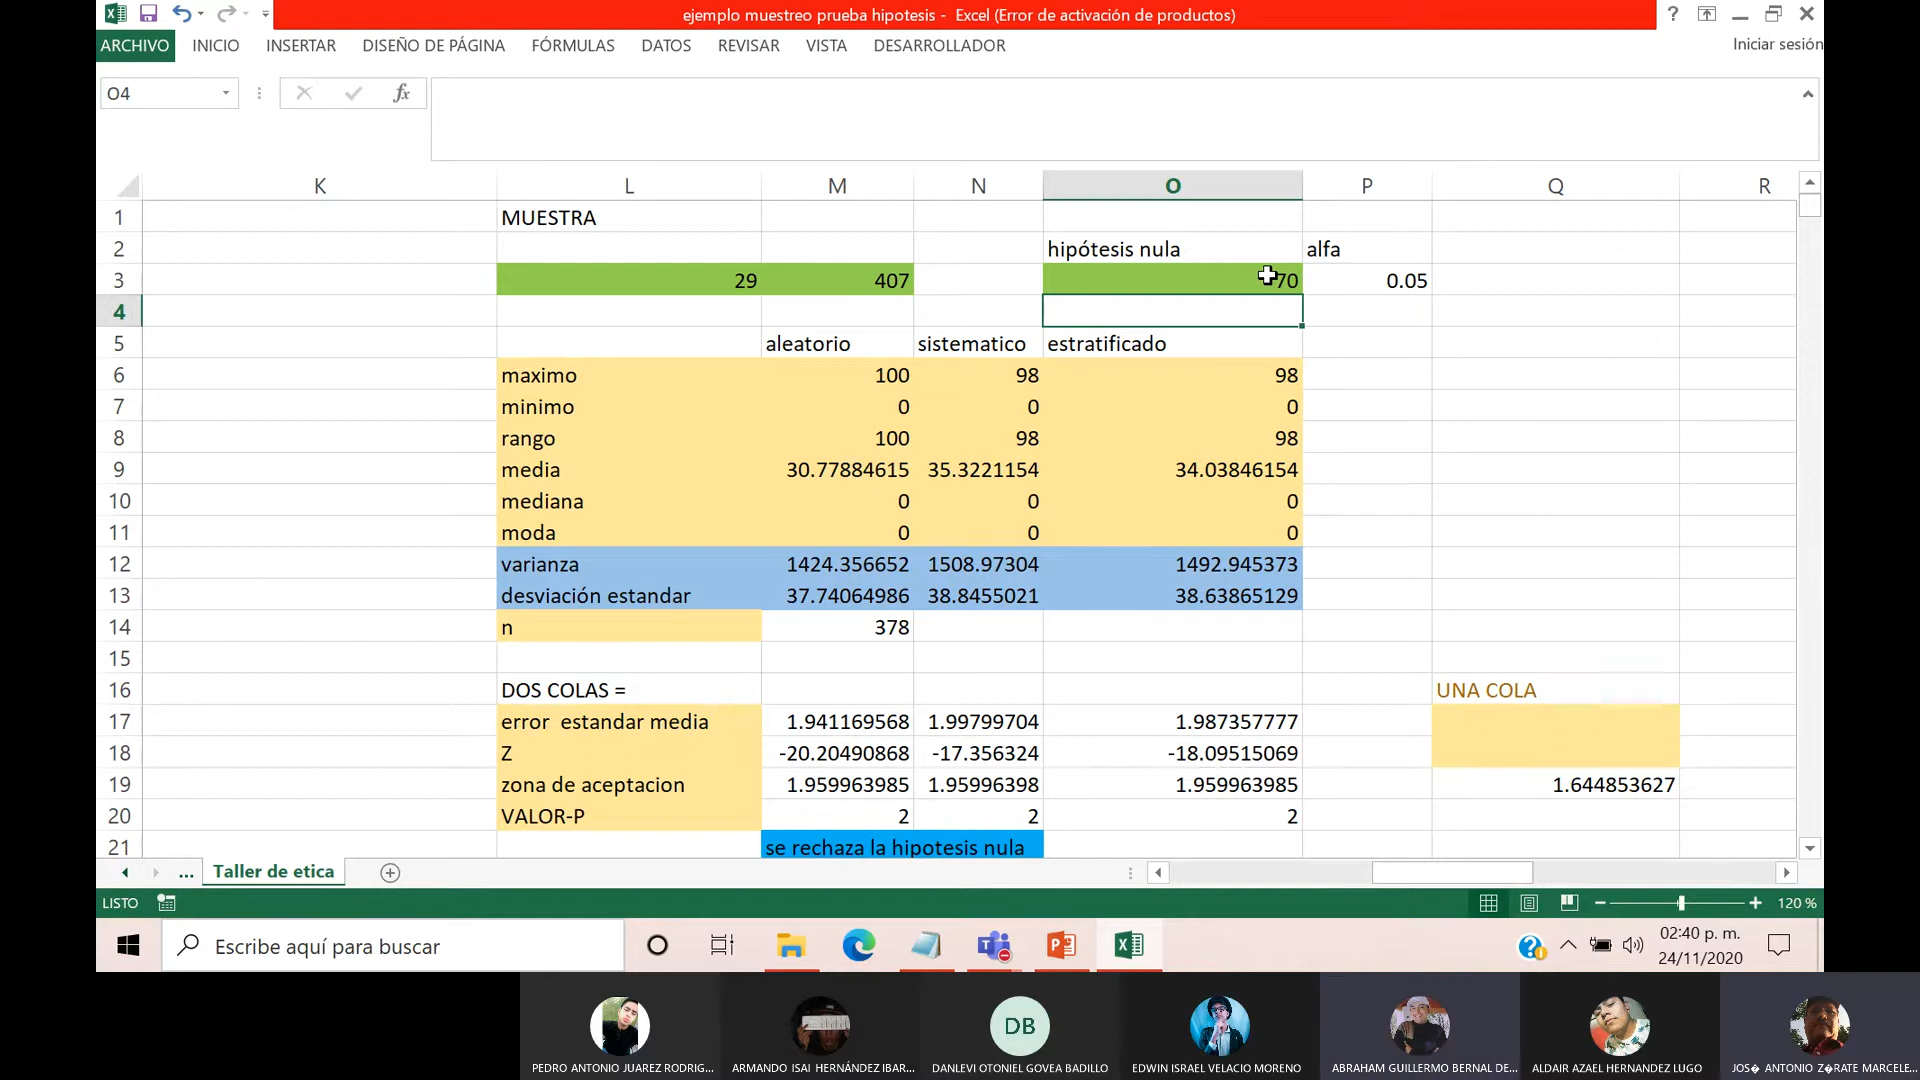 ejemplo muestreo prueba hipotesis - Excel (Error de activación de productos)
?
ARCHIVO INICIO INSERTAR DISEÑO DE PÁGINA FÓRMULAS DATOS REVISAR VISTA DESARROLLADOR Iniciar sesión
O4 fx
K L M N O P Q R
1 MUESTRA
2 hipótesis nula alfa
3 29 407 70 0.05
4
5 aleatorio sistematico estratificado
6 maximo 100 98 98
7 minimo 0 0 0
8 rango 100 98 98
9 media 30.77884615 35.3221154 34.03846154
10 mediana 0 0 0
11 moda 0 0 0
12 varianza 1424.356652 1508.97304 1492.945373
13 desviación estandar 37.74064986 38.8455021 38.63865129
14 n 378
15
16 DOS COLAS = UNA COLA
17 error estandar media 1.941169568 1.99799704 1.987357777
18 Z -20.20490868 -17.356324 -18.09515069
19 zona de aceptacion 1.959963985 1.95996398 1.959963985 1.644853627
20 VALOR-P 2 2 2
21 se rechaza la hipotesis nula
... Taller de etica
LISTO 120 %
Escribe aquí para buscar
02:40 p. m.
24/11/2020
DB
PEDRO ANTONIO JUAREZ RODRIG... ARMANDO ISAI HERNÁNDEZ IBAR... DANLEVI OTONIEL GOVEA BADILLO EDWIN ISRAEL VELACIO MORENO ABRAHAM GUILLERMO BERNAL DE... ALDAIR AZAEL HERNANDEZ LUGO JOS� ANTONIO Z�RATE MARCELE...